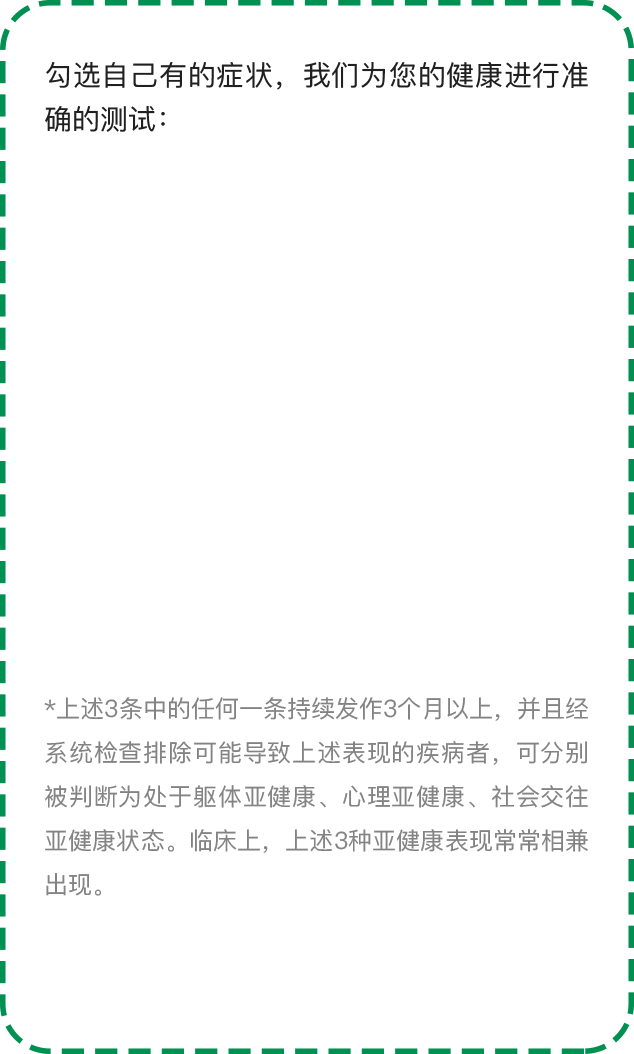 勾选自己有的症状，我们为您的健康进行准
确的测试：
*上述3条中的任何一条持续发作3个月以上，并且经
系统检查排除可能导致上述表现的疾病者，可分别
被判断为处于躯体亚健康、心理亚健康、社会交往
亚健康状态。临床上，上述3种亚健康表现常常相兼
出现。